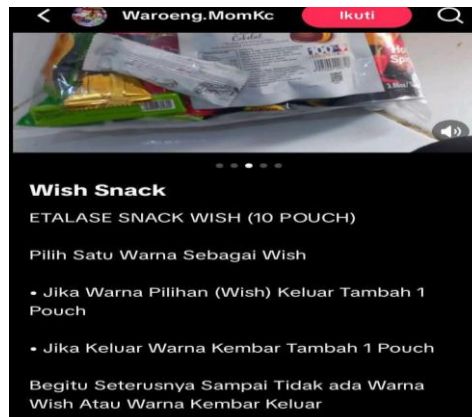 Waroeng.MomKc
Ikuti
100
Wish Snack
ETALASE SNACK WISH (10 POUCH)
Pilih Satu Warna Sebagai Wish
• Jika Warna Pilihan (Wish) Keluar Tambah 1
Pouch
• Jika Keluar Warna Kembar Tambah 1 Pouch
Begitu Seterusnya Sampai Tidak ada Warna
Wish Atau Warna Kembar Keluar